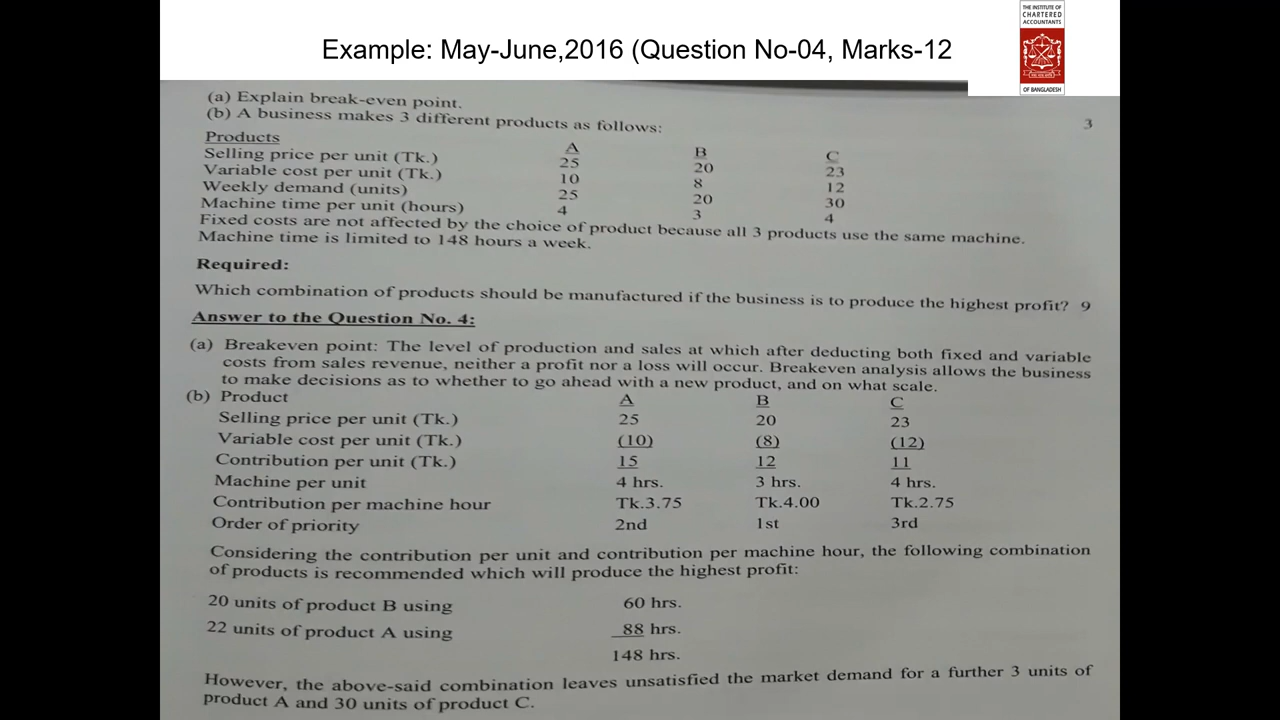 THE INSTITUTE OF
CHARTERED
ACCOUNTANTS
OF BANGLADESH
Example: May-June,2016 (Question No-04, Marks-12
(a) Explain break-even point. 3
(b) A business makes 3 different products as follows:
Products A B C
Selling price per unit (Tk.) 25 20 23
Variable cost per unit (Tk.) 10 8 12
Weekly demand (units) 25 20 30
Machine time per unit (hours) 4 3 4
Fixed costs are not affected by the choice of product because all 3 products use the same machine.
Machine time is limited to 148 hours a week.
Required:
Which combination of products should be manufactured if the business is to produce the highest profit? 9
Answer to the Question No. 4:
(a) Breakeven point: The level of production and sales at which after deducting both fixed and variable
costs from sales revenue, neither a profit nor a loss will occur. Breakeven analysis allows the business
to make decisions as to whether to go ahead with a new product, and on what scale.
(b) Product A B C
Selling price per unit (Tk.) 25 20 23
Variable cost per unit (Tk.) (10) (8) (12)
Contribution per unit (Tk.) 15 12 11
Machine per unit 4 hrs. 3 hrs. 4 hrs.
Contribution per machine hour Tk.3.75 Tk.4.00 Tk.2.75
Order of priority 2nd 1st 3rd
Considering the contribution per unit and contribution per machine hour, the following combination
of products is recommended which will produce the highest profit:
20 units of product B using 60 hrs.
22 units of product A using 88 hrs.
148 hrs.
However, the above-said combination leaves unsatisfied the market demand for a further 3 units of
product A and 30 units of product C.